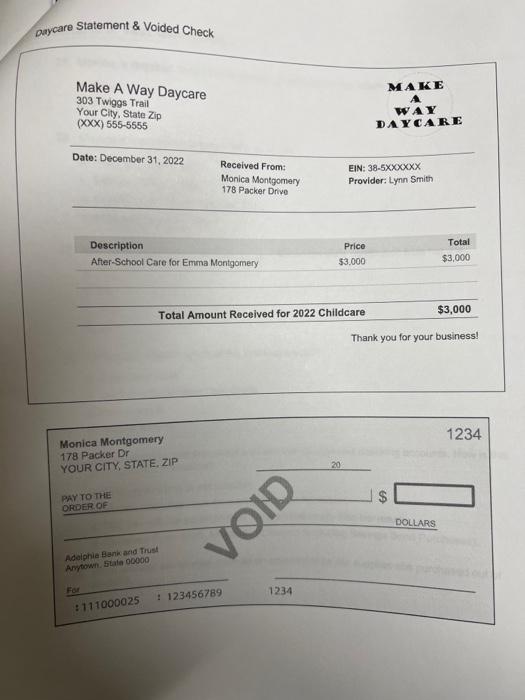 Daycare Statement & Voided Check
Make A Way Daycare
303 Twiggs Trail
Your City, State Zip
(XXX) 555-5555
MAKE
A
WAY
DAYCARE
Date: December 31, 2022
Received From:
Monica Montgomery
178 Packer Drive
EIN: 38-5XXXXXX
Provider: Lynn Smith
Description Price Total
After-School Care for Emma Montgomery $3,000 $3,000
Total Amount Received for 2022 Childcare $3,000
Thank you for your business!
Monica Montgomery
178 Packer Dr
YOUR CITY, STATE, ZIP
1234
20
PAY TO THE
ORDER OF
$
DOLLARS
VOID
Adelphia Bank and Trust
Anytown, State 00000
For
:111000025 : 123456789 1234